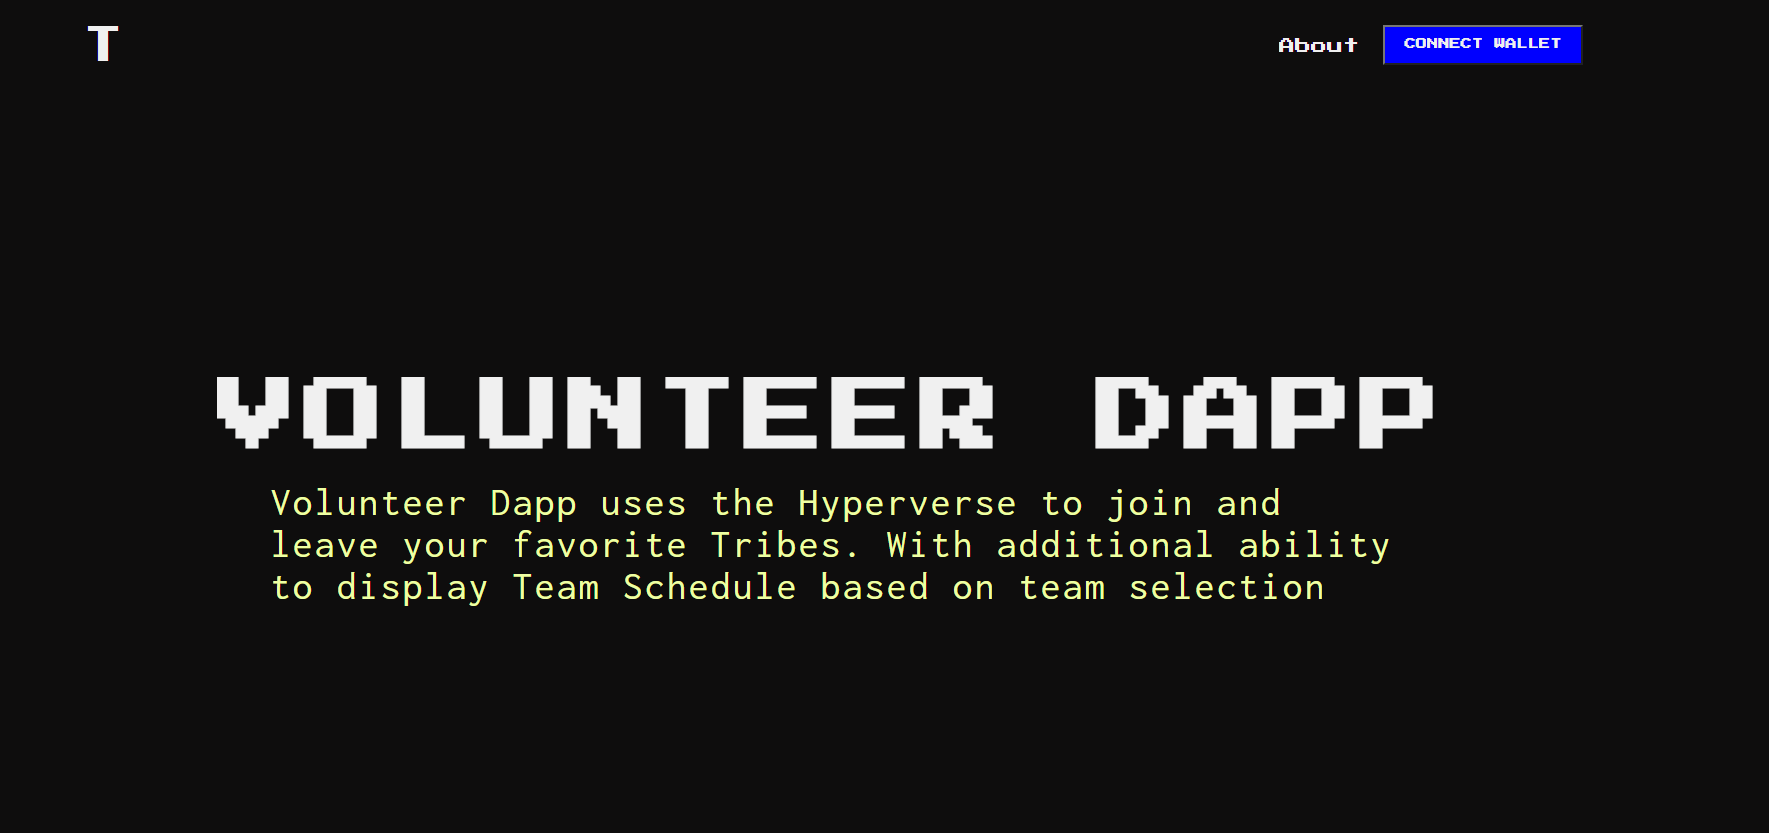 T
About
CONNECT WALLET
VOLUNTEER DAPP
Volunteer Dapp uses the Hyperverse to join and
leave your favorite Tribes. With additional ability
to display Team Schedule based on team selection